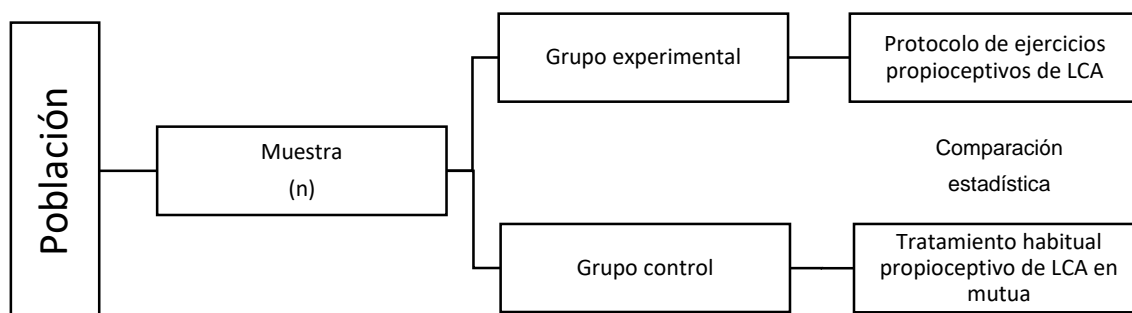 Población
Muestra
(n)
Grupo experimental
Protocolo de ejercicios
propioceptivos de LCA
Comparación
estadística
Grupo control
Tratamiento habitual
propioceptivo de LCA en
mutua